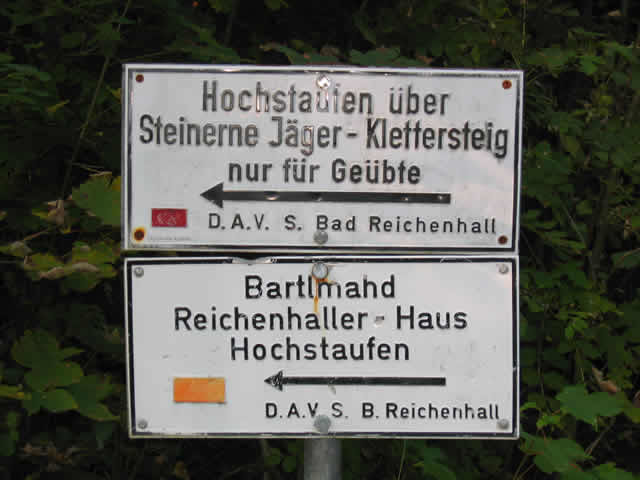 Hochstaufen über
Steinerne Jäger-Klettersteig
nur für Geübte
D.A.V. S. Bad Reichenhall
Bartlmahd
Reichenhaller-Haus
Hochstaufen
D.A.V. S. B. Reichenhall